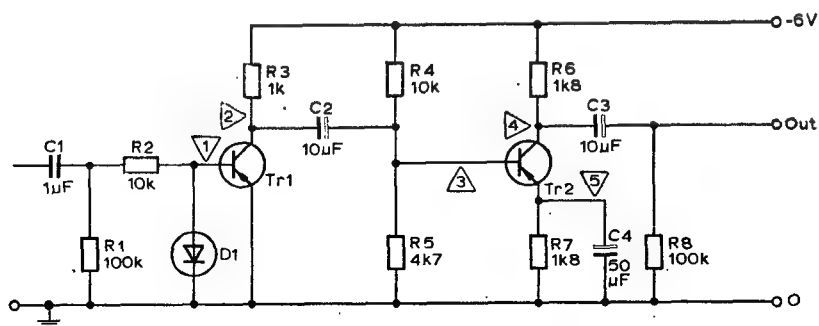 -6V
R3
1k
R4
10k
R6
1k8
C2
10µF
C3
10µF
Out
C1
1µF
R2
10k
1
2
Tr1
3
4
Tr2
5
R1
100k
D1
R5
4k7
R7
1k8
C4
50
µF
R8
100k
O